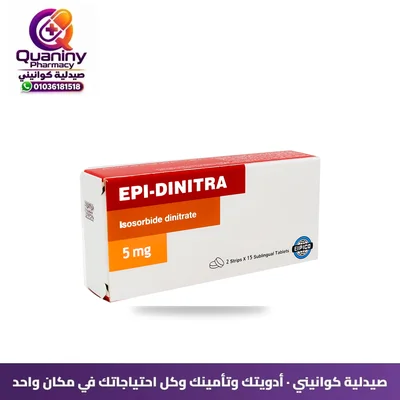 Quaniny
Pharmacy
صيدلية كوانيني
01036181518
EPI-DINITRA
Isosorbide dinitrate
5 mg
2 Strips X 15 Sublingual Tablets
EIPICO
صيدلية كوانيني - أدويتك وتأمينك وكل احتياجاتك في مكان واحد